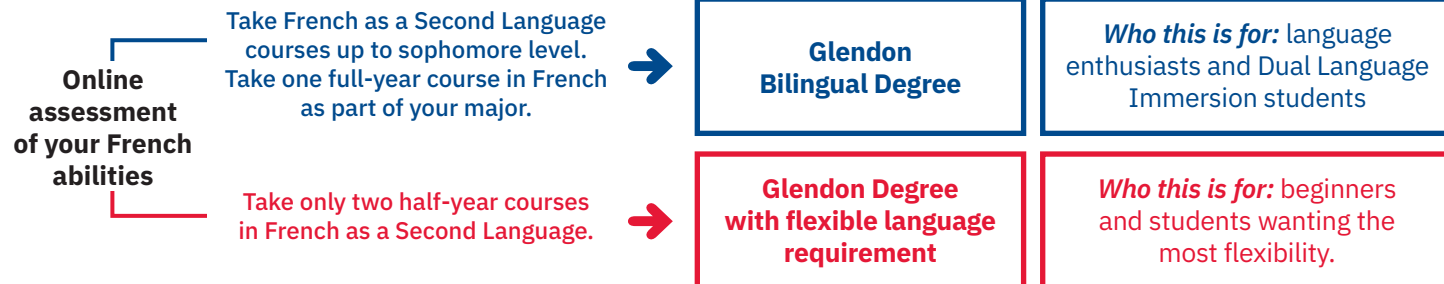 Online
assessment
of your French
abilities
Take French as a Second Language
courses up to sophomore level.
Take one full-year course in French
as part of your major.
Glendon
Bilingual Degree
Who this is for: language
enthusiasts and Dual Language
Immersion students
Take only two half-year courses
in French as a Second Language.
Glendon Degree
with flexible language
requirement
Who this is for: beginners
and students wanting the
most flexibility.